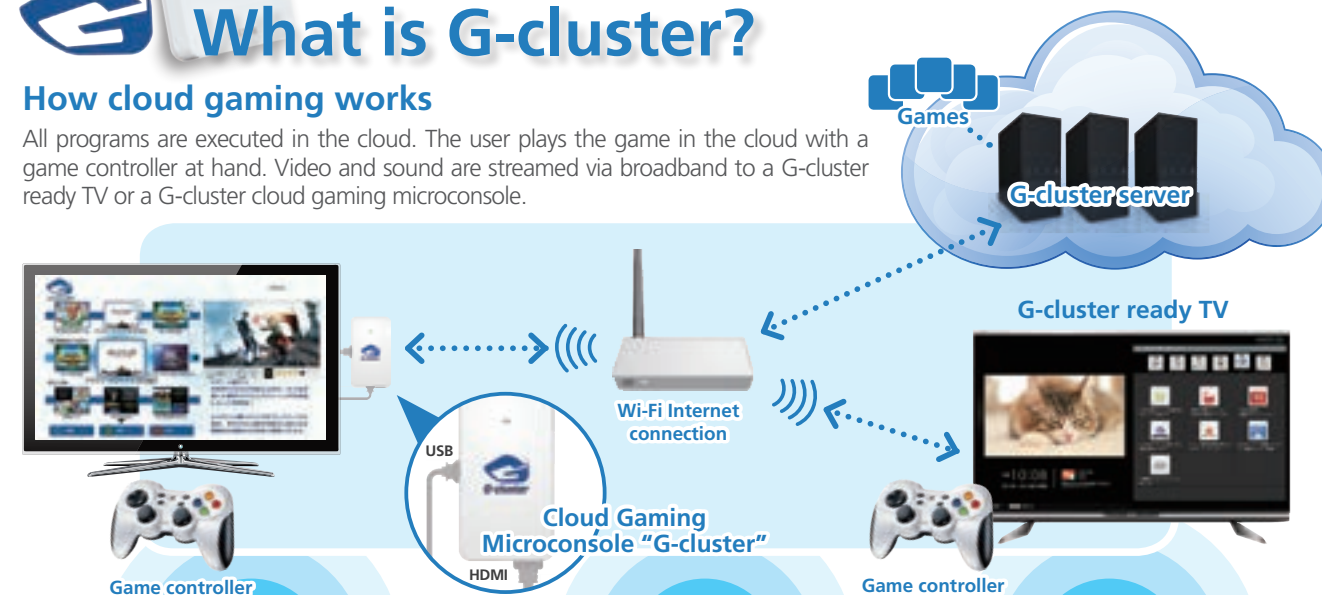 What is G-cluster?
How cloud gaming works
All programs are executed in the cloud. The user plays the game in the cloud with a
game controller at hand. Video and sound are streamed via broadband to a G-cluster
ready TV or a G-cluster cloud gaming microconsole.
Games
G-cluster server
G-cluster ready TV
Wi-Fi Internet
connection
USB
G-cluster
Cloud Gaming
Microconsole “G-cluster”
HDMI
10:08
Game controller
Game controller